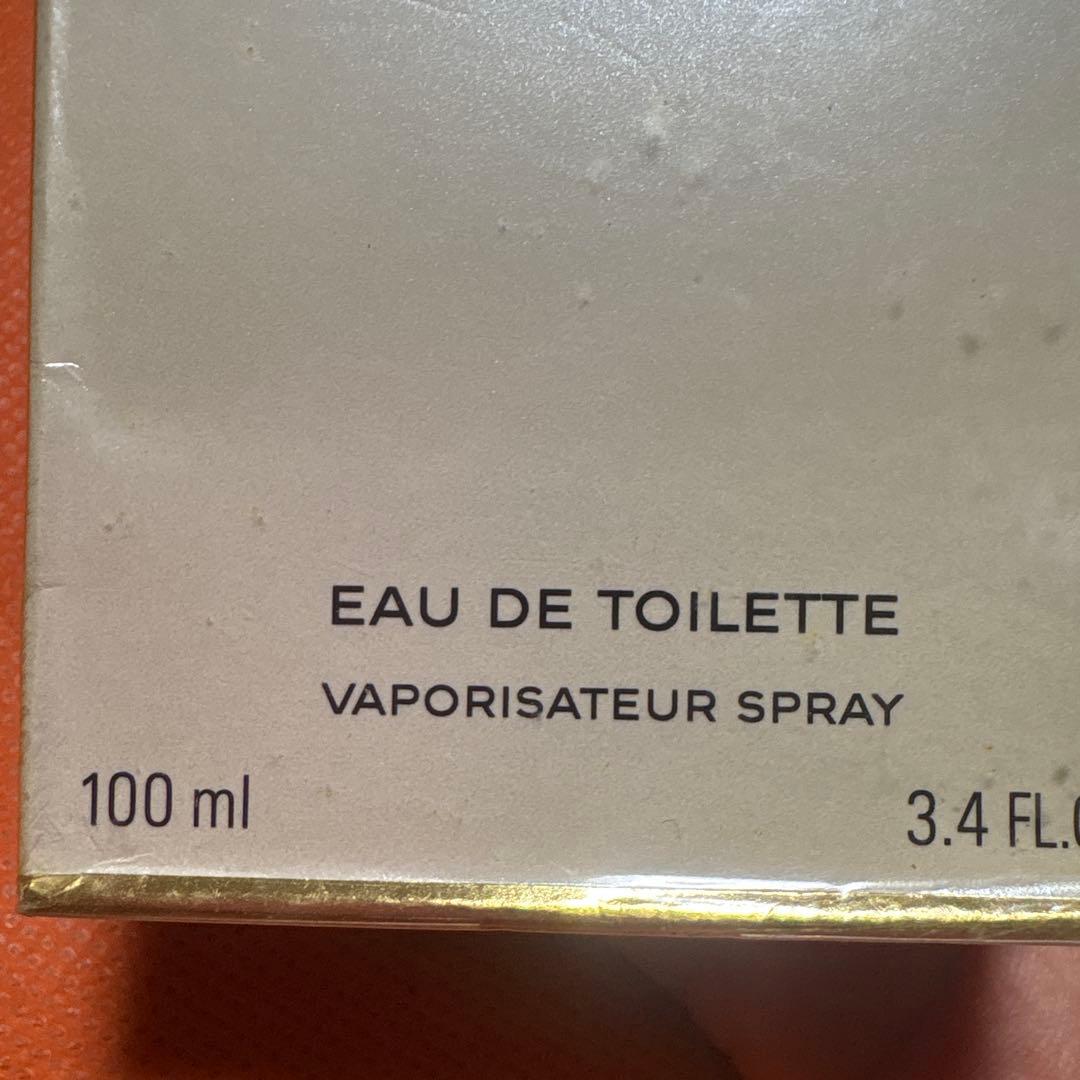 EAU DE TOILETTE
VAPORISATEUR SPRAY
100 ml 3.4 FL.